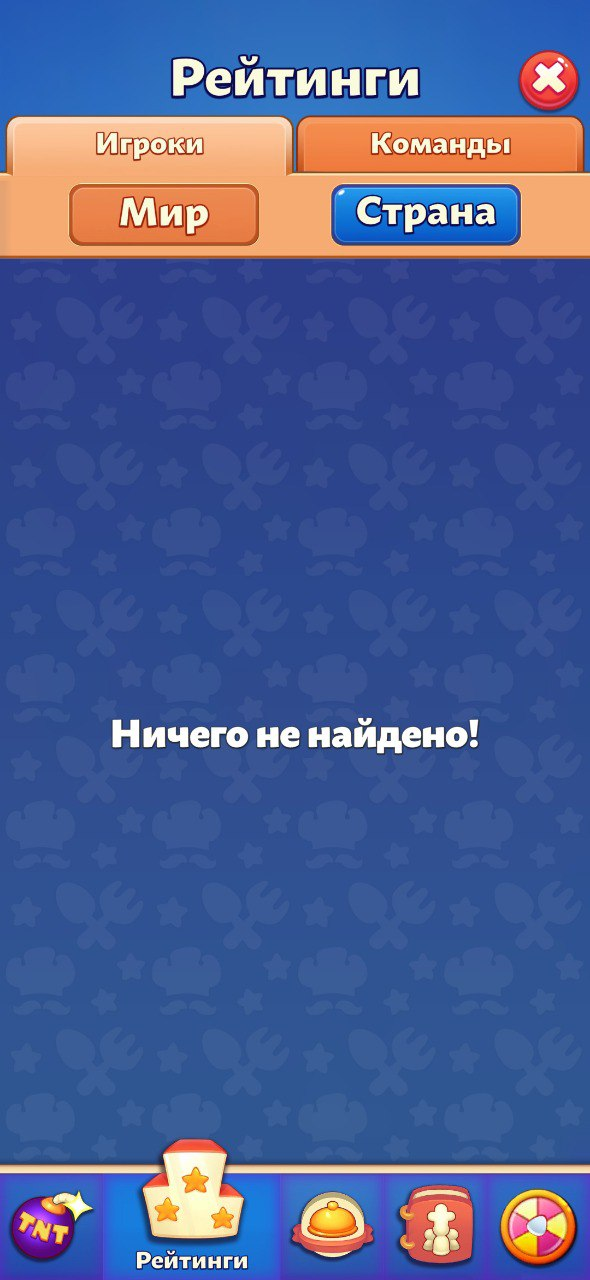 Рейтинги
Игроки
Команды
Мир
Страна
Ничего не найдено!
TNT
Рейтинги